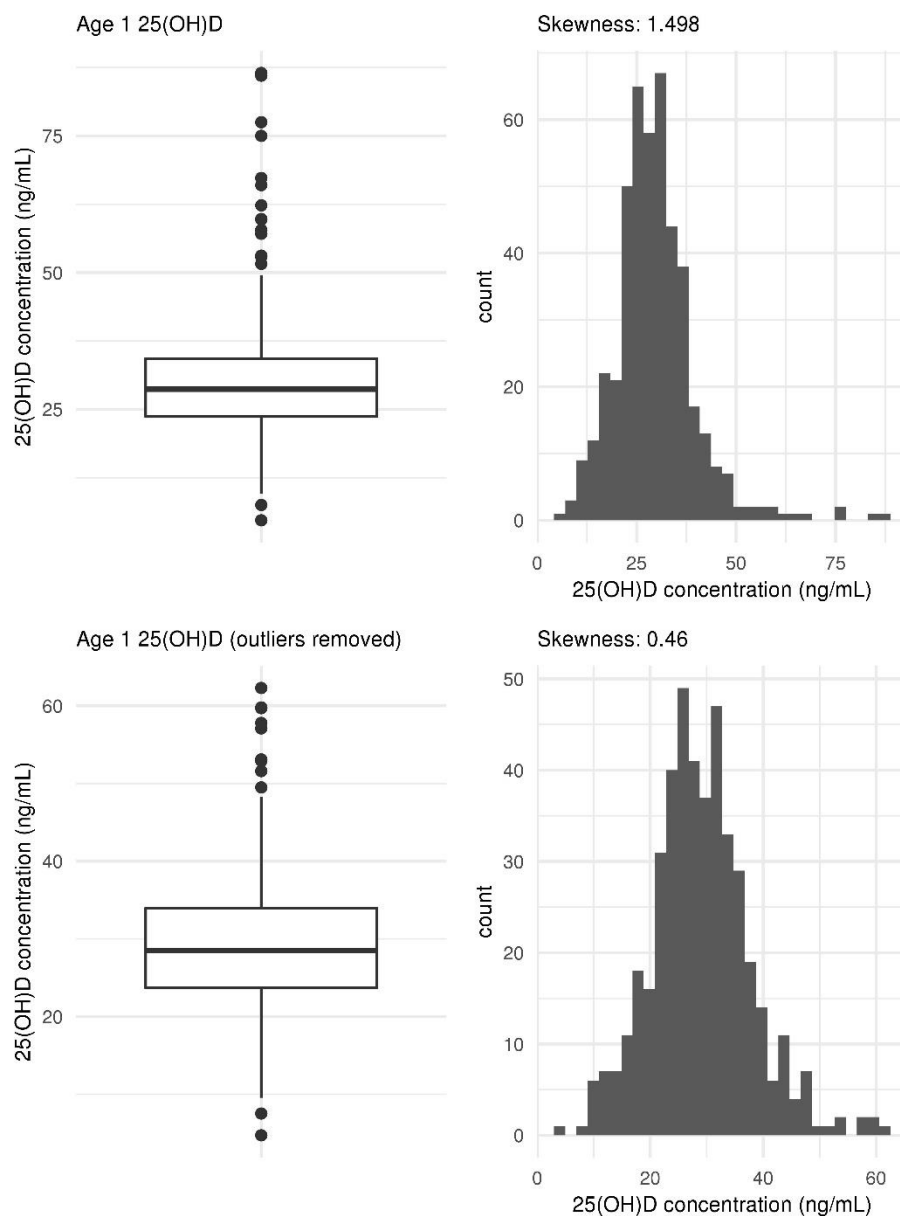 Age 1 25(OH)D
25(OH)D concentration (ng/mL)
75
50
25
Skewness: 1.498
count
60
40
20
0
0 25 50 75
25(OH)D concentration (ng/mL)
Age 1 25(OH)D (outliers removed)
25(OH)D concentration (ng/mL)
60
40
20
Skewness: 0.46
count
50
40
30
20
10
0
0 20 40 60
25(OH)D concentration (ng/mL)